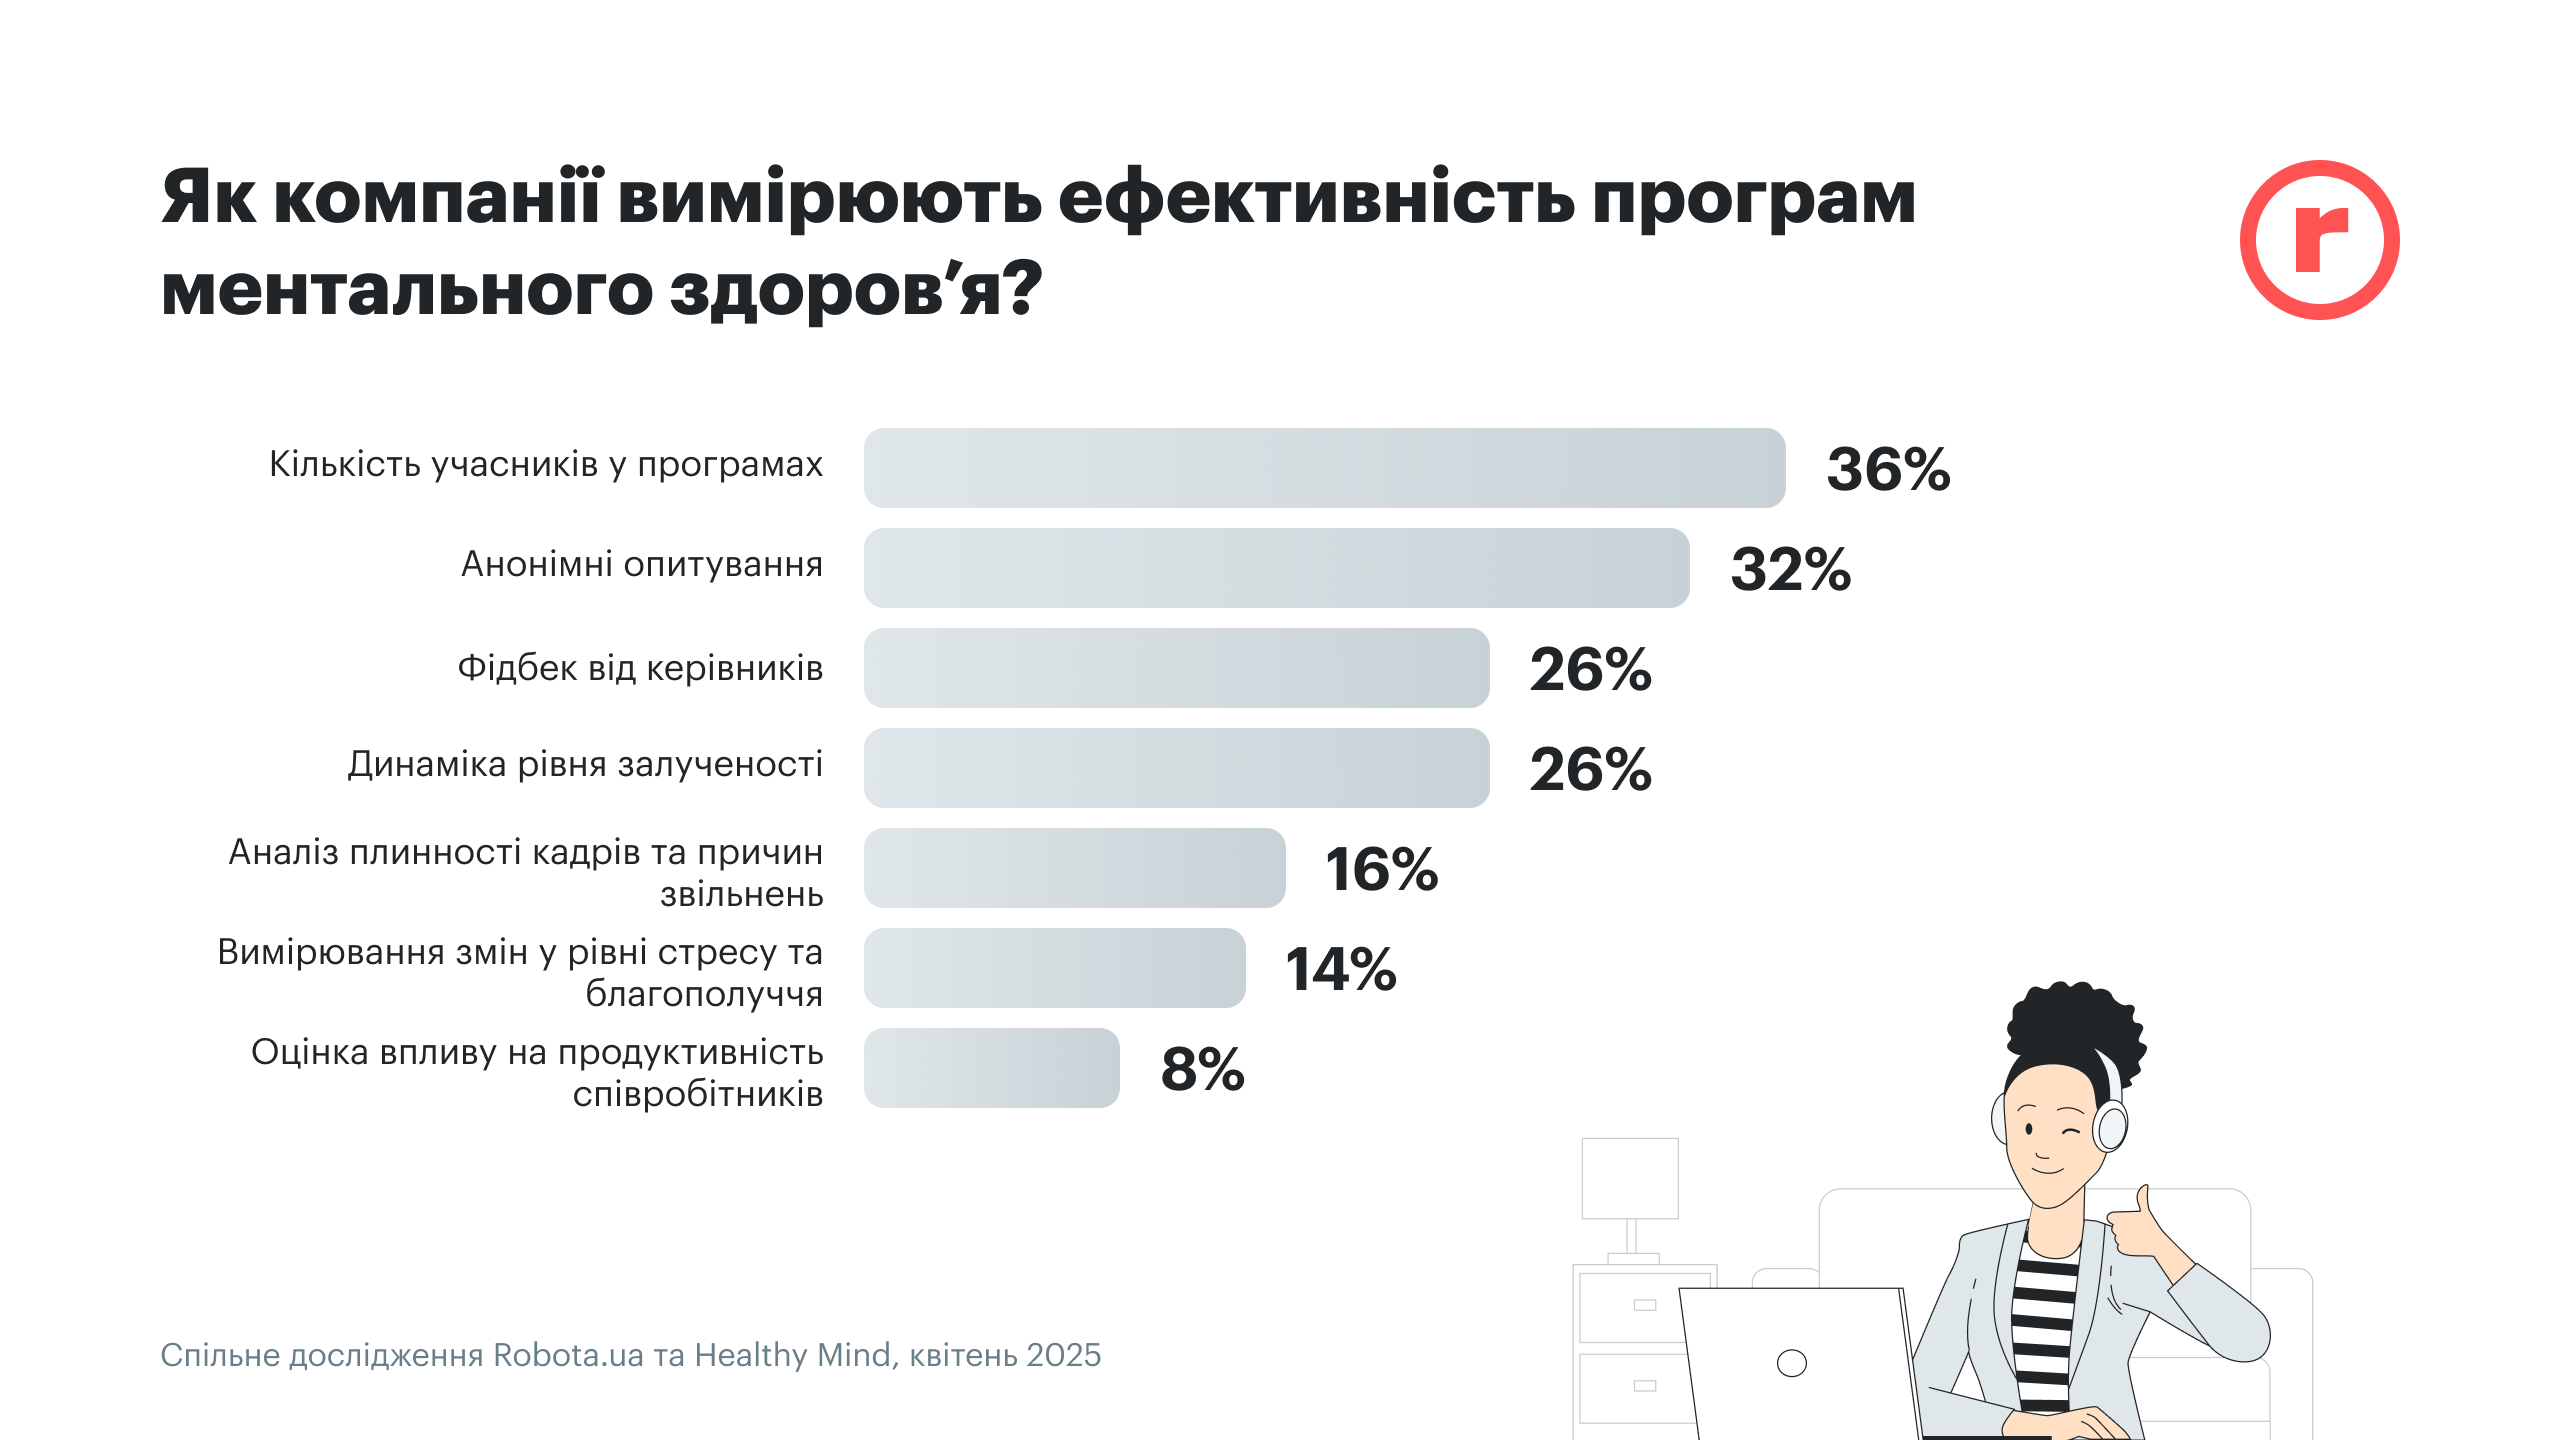 Як компанії вимірюють ефективність програм
ментального здоров’я?
r
Кількість учасників у програмах
36%
Анонімні опитування
32%
Фідбек від керівників
26%
Динаміка рівня залученості
26%
Аналіз плинності кадрів та причин
звільнень
16%
Вимірювання змін у рівні стресу та
благополуччя
14%
Оцінка впливу на продуктивність
співробітників
8%
Спільне дослідження Robota.ua та Healthy Mind, квітень 2025